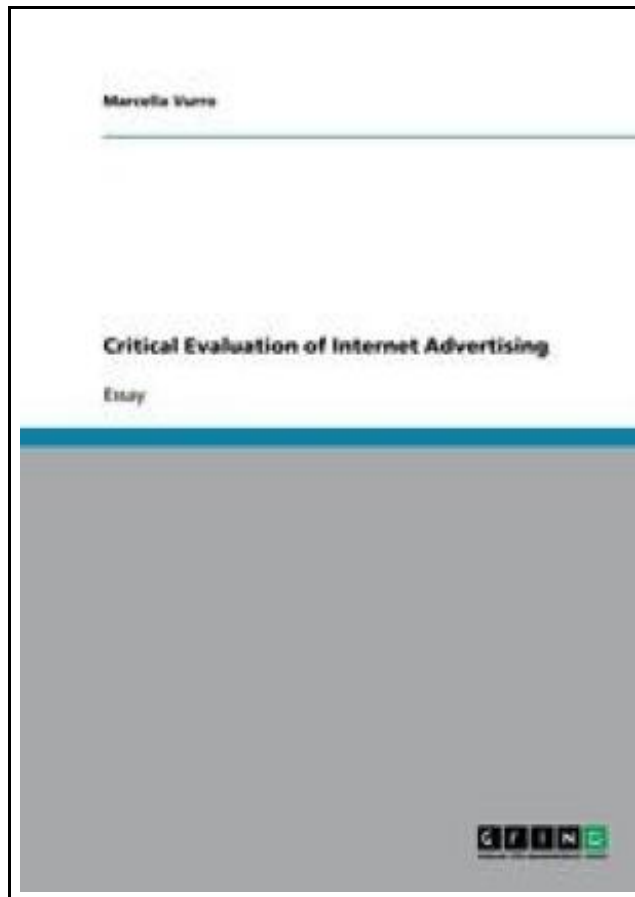 Marcella Vurro
Critical Evaluation of Internet Advertising
Essay
GRIN